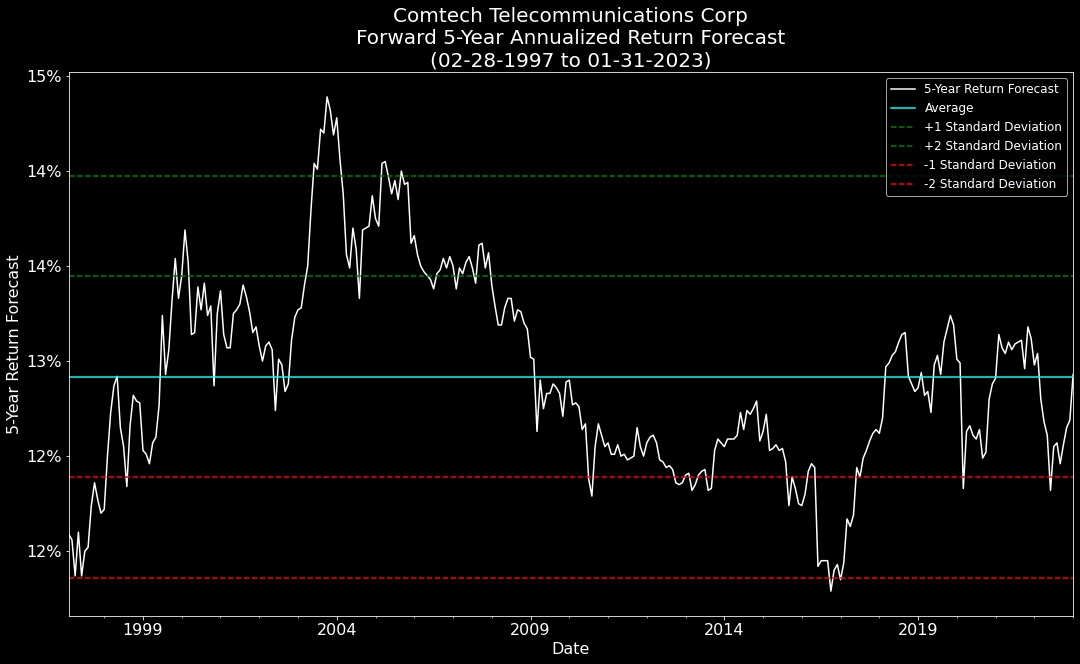 Comtech Telecommunications Corp
Forward 5-Year Annualized Return Forecast
(02-28-1997 to 01-31-2023)
15%
14%
14%
13%
12%
12%
5-Year Return Forecast
5-Year Return Forecast
Average
+1 Standard Deviation
+2 Standard Deviation
-1 Standard Deviation
-2 Standard Deviation
1999 2004 2009 2014 2019
Date